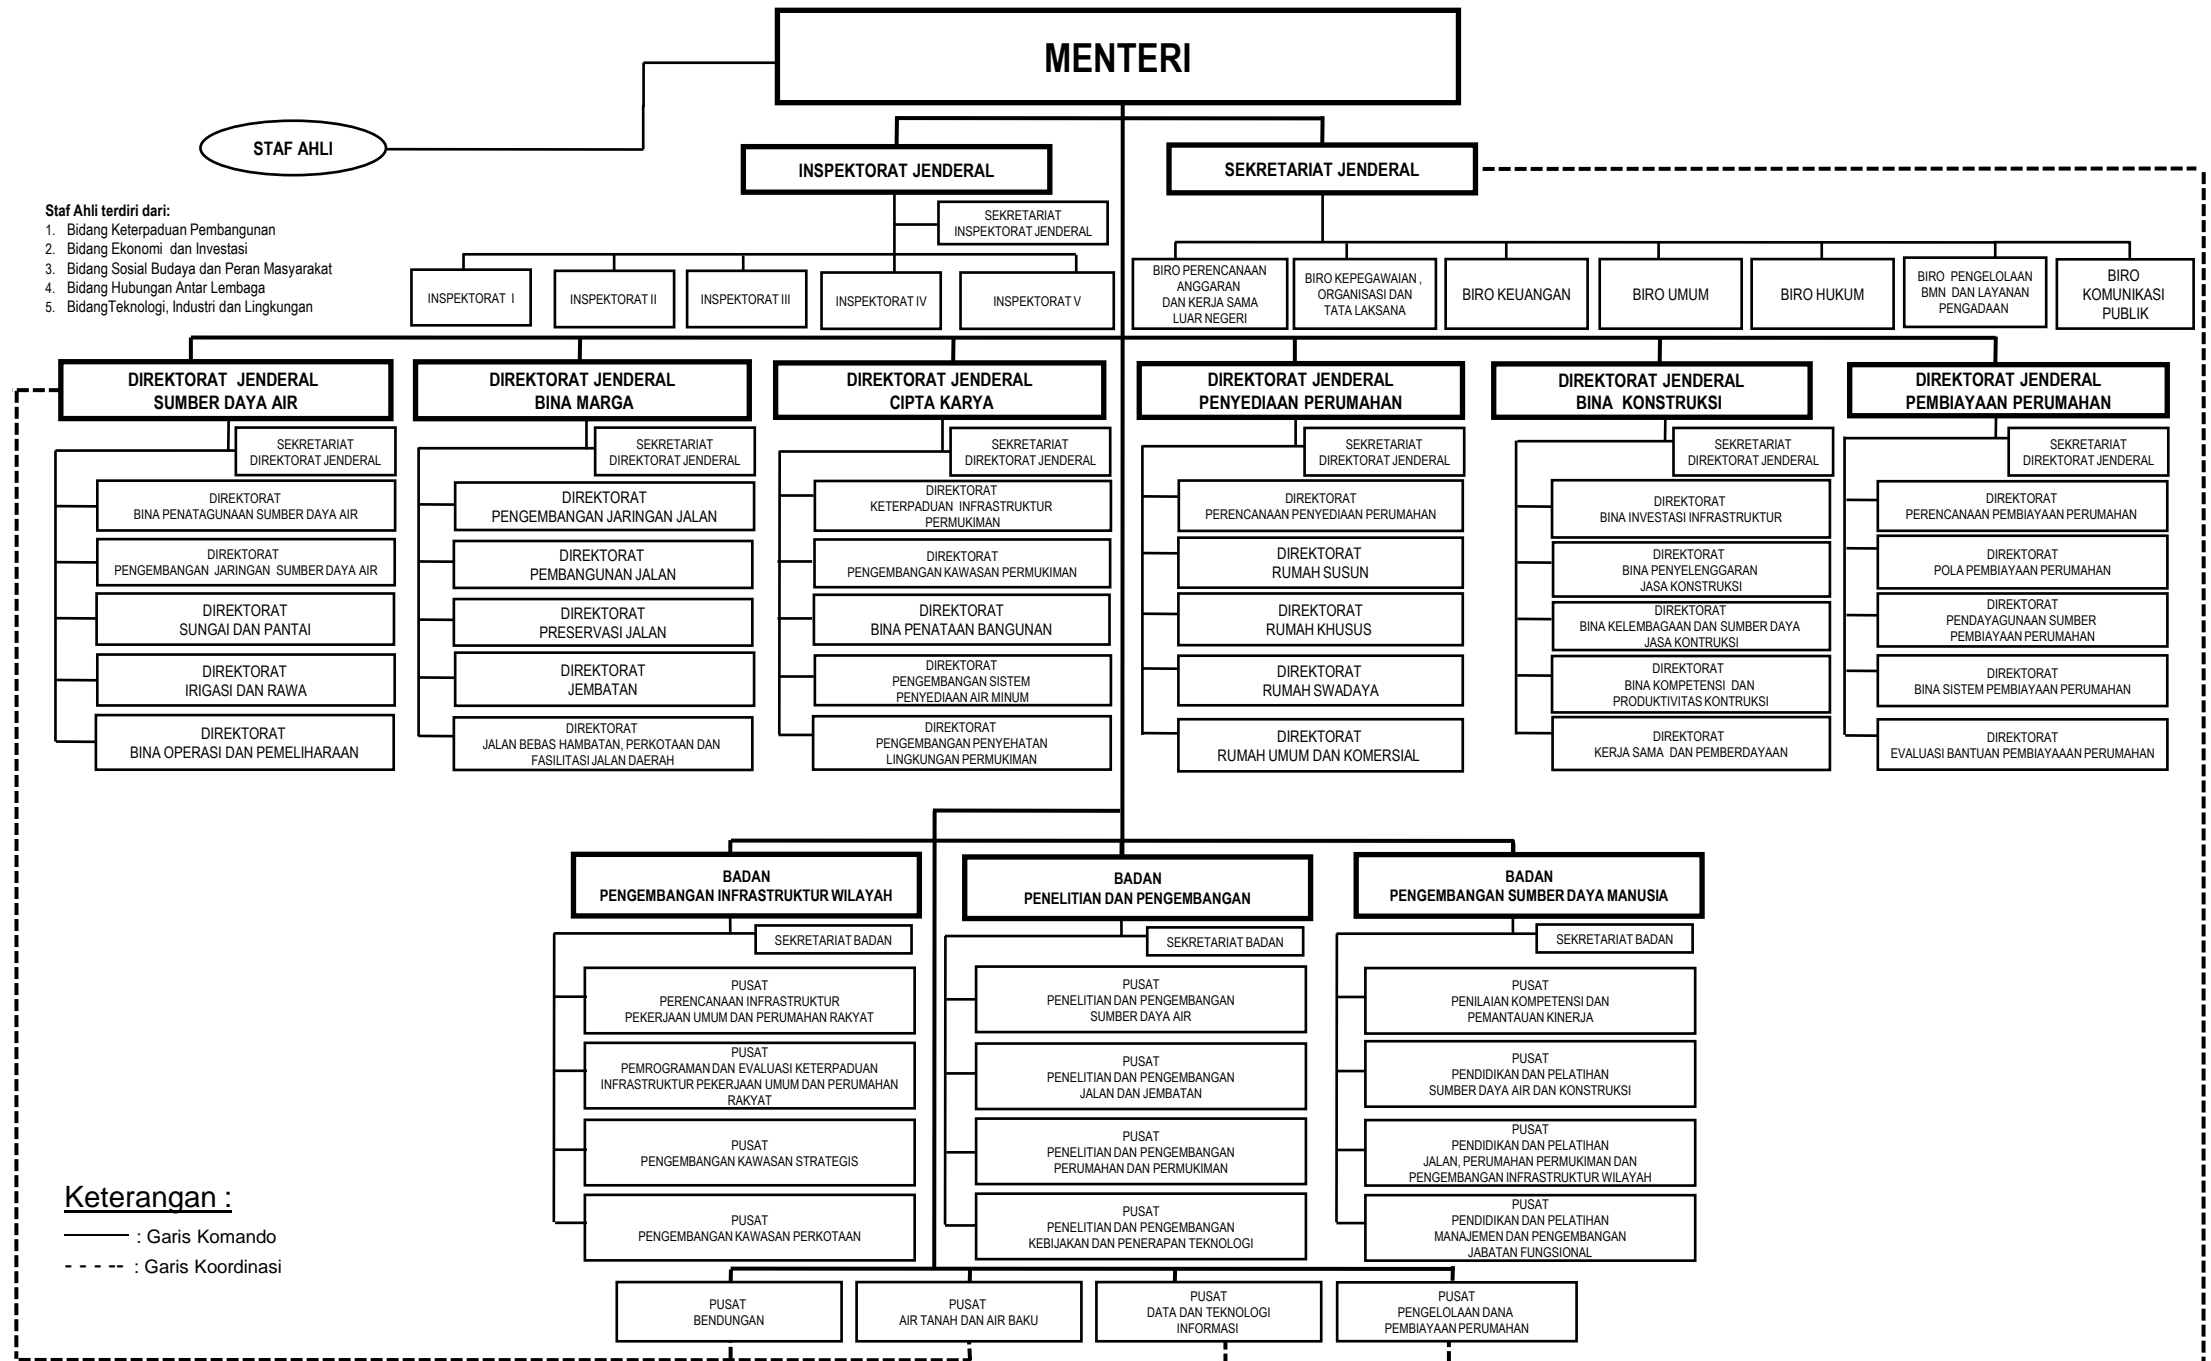 MENTERI
STAF AHLI
INSPEKTORAT JENDERAL
SEKRETARIAT JENDERAL
Staf Ahli terdiri dari:
1. Bidang Keterpaduan Pembangunan
2. Bidang Ekonomi dan Investasi
3. Bidang Sosial Budaya dan Peran Masyarakat
4. Bidang Hubungan Antar Lembaga
5. BidangTeknologi, Industri dan Lingkungan
SEKRETARIAT
INSPEKTORAT JENDERAL
INSPEKTORAT I
INSPEKTORAT II
INSPEKTORAT III
INSPEKTORAT IV
INSPEKTORAT V
BIRO PERENCANAAN
ANGGARAN
DAN KERJA SAMA
LUAR NEGERI
BIRO KEPEGAWAIAN ,
ORGANISASI DAN
TATA LAKSANA
BIRO KEUANGAN
BIRO UMUM
BIRO HUKUM
BIRO PENGELOLAAN
BMN DAN LAYANAN
PENGADAAN
BIRO
KOMUNIKASI
PUBLIK
DIREKTORAT JENDERAL
SUMBER DAYA AIR
SEKRETARIAT
DIREKTORAT JENDERAL
DIREKTORAT
BINA PENATAGUNAAN SUMBER DAYA AIR
DIREKTORAT
PENGEMBANGAN JARINGAN SUMBER DAYA AIR
DIREKTORAT
SUNGAI DAN PANTAI
DIREKTORAT
IRIGASI DAN RAWA
DIREKTORAT
BINA OPERASI DAN PEMELIHARAAN
DIREKTORAT JENDERAL
BINA MARGA
SEKRETARIAT
DIREKTORAT JENDERAL
DIREKTORAT
PENGEMBANGAN JARINGAN JALAN
DIREKTORAT
PEMBANGUNAN JALAN
DIREKTORAT
PRESERVASI JALAN
DIREKTORAT
JEMBATAN
DIREKTORAT
JALAN BEBAS HAMBATAN, PERKOTAAN DAN
FASILITASI JALAN DAERAH
DIREKTORAT JENDERAL
CIPTA KARYA
SEKRETARIAT
DIREKTORAT JENDERAL
DIREKTORAT
KETERPADUAN INFRASTRUKTUR
PERMUKIMAN
DIREKTORAT
PENGEMBANGAN KAWASAN PERMUKIMAN
DIREKTORAT
BINA PENATAAN BANGUNAN
DIREKTORAT
PENGEMBANGAN SISTEM
PENYEDIAAN AIR MINUM
DIREKTORAT
PENGEMBANGAN PENYEHATAN
LINGKUNGAN PERMUKIMAN
DIREKTORAT JENDERAL
PENYEDIAAN PERUMAHAN
SEKRETARIAT
DIREKTORAT JENDERAL
DIREKTORAT
PERENCANAAN PENYEDIAAN PERUMAHAN
DIREKTORAT
RUMAH SUSUN
DIREKTORAT
RUMAH KHUSUS
DIREKTORAT
RUMAH SWADAYA
DIREKTORAT
RUMAH UMUM DAN KOMERSIAL
DIREKTORAT JENDERAL
BINA KONSTRUKSI
SEKRETARIAT
DIREKTORAT JENDERAL
DIREKTORAT
BINA INVESTASI INFRASTRUKTUR
DIREKTORAT
BINA PENYELENGGARAN
JASA KONSTRUKSI
DIREKTORAT
BINA KELEMBAGAAN DAN SUMBER DAYA
JASA KONTRUKSI
DIREKTORAT
BINA KOMPETENSI DAN
PRODUKTIVITAS KONTRUKSI
DIREKTORAT
KERJA SAMA DAN PEMBERDAYAAN
DIREKTORAT JENDERAL
PEMBIAYAAN PERUMAHAN
SEKRETARIAT
DIREKTORAT JENDERAL
DIREKTORAT
PERENCANAAN PEMBIAYAAN PERUMAHAN
DIREKTORAT
POLA PEMBIAYAAN PERUMAHAN
DIREKTORAT
PENDAYAGUNAAN SUMBER
PEMBIAYAAN PERUMAHAN
DIREKTORAT
BINA SISTEM PEMBIAYAAN PERUMAHAN
DIREKTORAT
EVALUASI BANTUAN PEMBIAYAAAN PERUMAHAN
BADAN
PENGEMBANGAN INFRASTRUKTUR WILAYAH
SEKRETARIAT BADAN
PUSAT
PERENCANAAN INFRASTRUKTUR
PEKERJAAN UMUM DAN PERUMAHAN RAKYAT
PUSAT
PEMROGRAMAN DAN EVALUASI KETERPADUAN
INFRASTRUKTUR PEKERJAAN UMUM DAN PERUMAHAN
RAKYAT
PUSAT
PENGEMBANGAN KAWASAN STRATEGIS
PUSAT
PENGEMBANGAN KAWASAN PERKOTAAN
BADAN
PENELITIAN DAN PENGEMBANGAN
SEKRETARIAT BADAN
PUSAT
PENELITIAN DAN PENGEMBANGAN
SUMBER DAYA AIR
PUSAT
PENELITIAN DAN PENGEMBANGAN
JALAN DAN JEMBATAN
PUSAT
PENELITIAN DAN PENGEMBANGAN
PERUMAHAN DAN PERMUKIMAN
PUSAT
PENELITIAN DAN PENGEMBANGAN
KEBIJAKAN DAN PENERAPAN TEKNOLOGI
BADAN
PENGEMBANGAN SUMBER DAYA MANUSIA
SEKRETARIAT BADAN
PUSAT
PENILAIAN KOMPETENSI DAN
PEMANTAUAN KINERJA
PUSAT
PENDIDIKAN DAN PELATIHAN
SUMBER DAYA AIR DAN KONSTRUKSI
PUSAT
PENDIDIKAN DAN PELATIHAN
JALAN, PERUMAHAN PERMUKIMAN DAN
PENGEMBANGAN INFRASTRUKTUR WILAYAH
PUSAT
PENDIDIKAN DAN PELATIHAN
MANAJEMEN DAN PENGEMBANGAN
JABATAN FUNGSIONAL
Keterangan :
: Garis Komando
: Garis Koordinasi
PUSAT
BENDUNGAN
PUSAT
AIR TANAH DAN AIR BAKU
PUSAT
DATA DAN TEKNOLOGI
INFORMASI
PUSAT
PENGELOLAAN DANA
PEMBIAYAAN PERUMAHAN